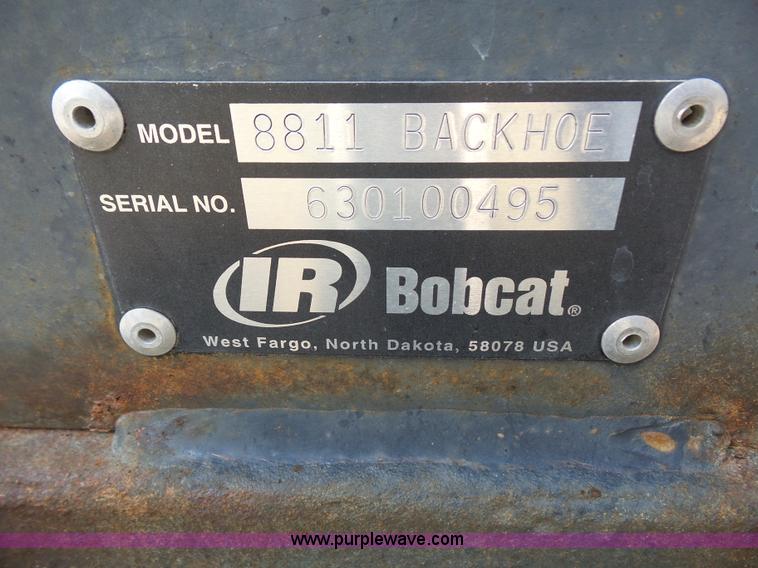 MODEL 8811 BACKHOE
SERIAL NO. 630100495
IR Bobcat®
West Fargo, North Dakota, 58078 USA
www.purplewave.com